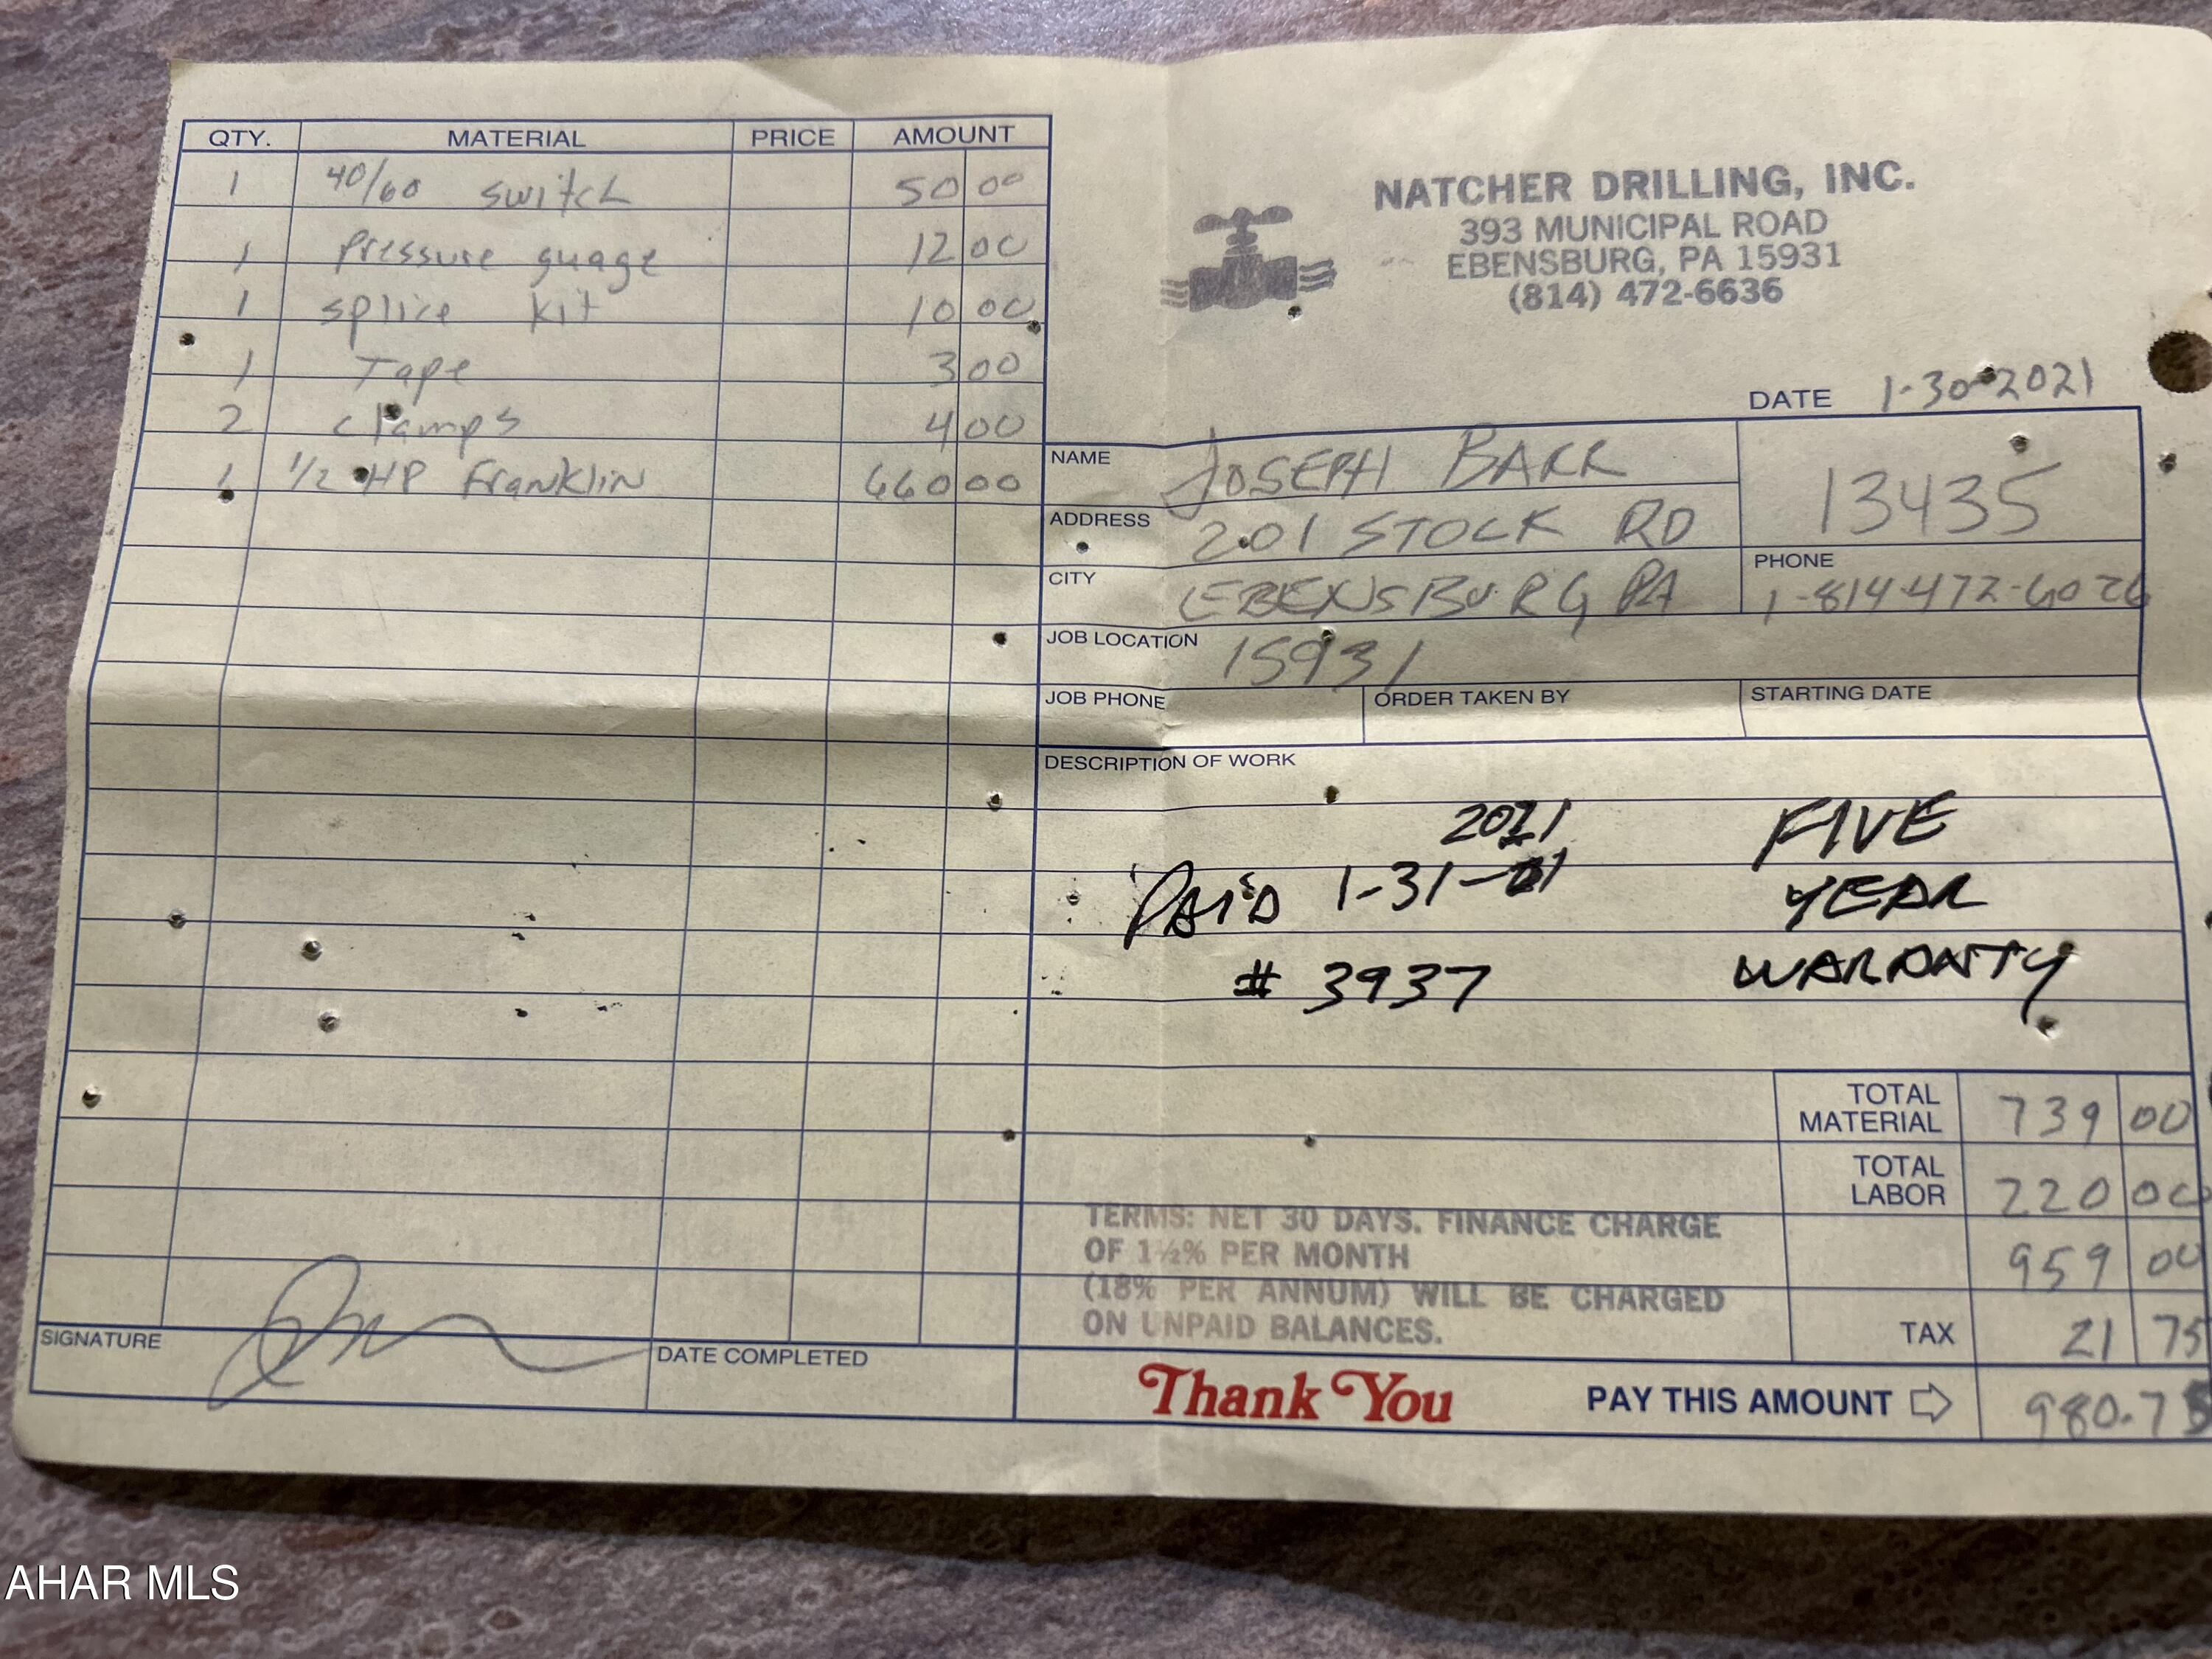 QTY. MATERIAL PRICE AMOUNT
1 40/60 switch 50 00
1 Pressure guage 12 00
1 splice kit 10 00
1 Tape 3 00
2 clamps 4 00
1 1/2 HP Franklin 660 00
SIGNATURE
DATE COMPLETED
NATCHER DRILLING, INC.
393 MUNICIPAL ROAD
EBENSBURG, PA 15931
(814) 472-6636
DATE 1-30-2021
NAME JOSEPH BARR
13435
ADDRESS 201 STOCK RD
CITY EBENSBURG PA
PHONE 1-814-472-6026
JOB LOCATION 15931
JOB PHONE ORDER TAKEN BY STARTING DATE
DESCRIPTION OF WORK
2021 FIVE
PAID 1-31-21 YEAR
# 3937 WARRANTY
TOTAL MATERIAL 739 00
TOTAL LABOR 220 00
959 00
TAX 21 75
TERMS: NET 30 DAYS. FINANCE CHARGE
OF 1½% PER MONTH
(18% PER ANNUM) WILL BE CHARGED
ON UNPAID BALANCES.
Thank You PAY THIS AMOUNT 980.75
AHAR MLS